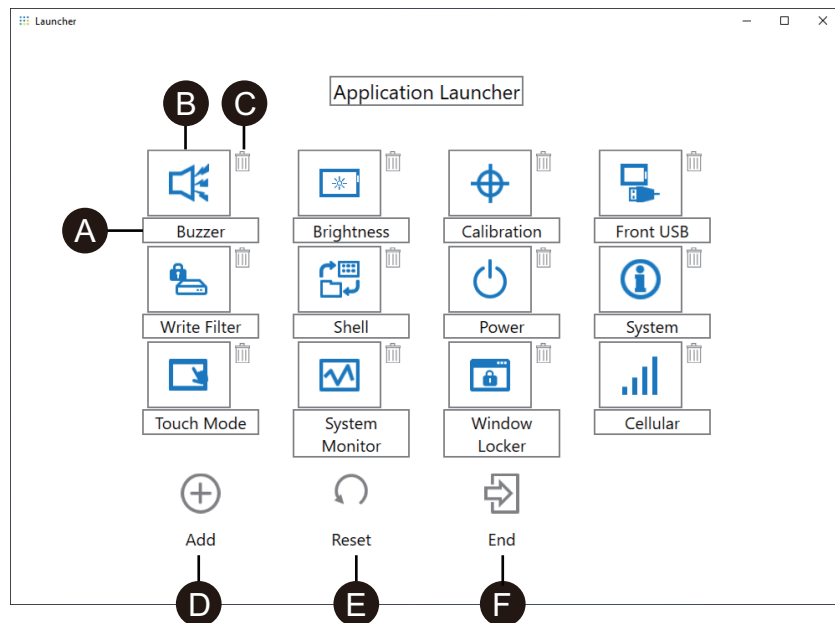 Launcher
Application Launcher
B
C
A
Buzzer
Brightness
Calibration
Front USB
Write Filter
Shell
Power
System
Touch Mode
System
Monitor
Window
Locker
Cellular
Add
Reset
End
D
E
F